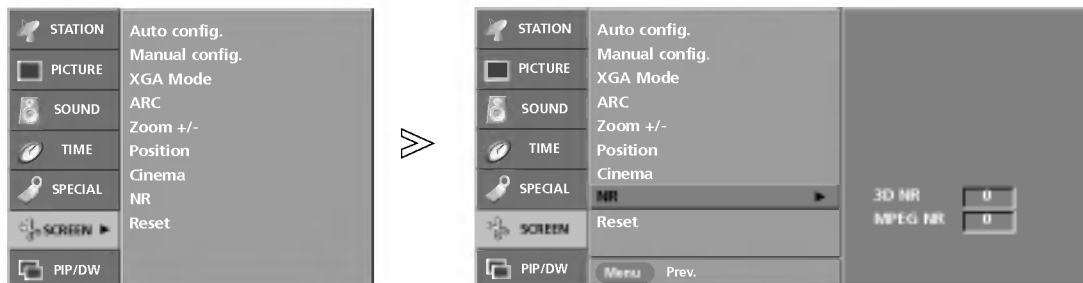 STATION
PICTURE
SOUND
TIME
SPECIAL
SCREEN
PIP/DW
Auto config.
Manual config.
XGA Mode
ARC
Zoom +/-
Position
Cinema
NR
Reset
STATION
PICTURE
SOUND
TIME
SPECIAL
SCREEN
PIP/DW
Auto config.
Manual config.
XGA Mode
ARC
Zoom +/-
Position
Cinema
NR
Reset
Menu Prev.
3D NR 0
MPEG NR 0